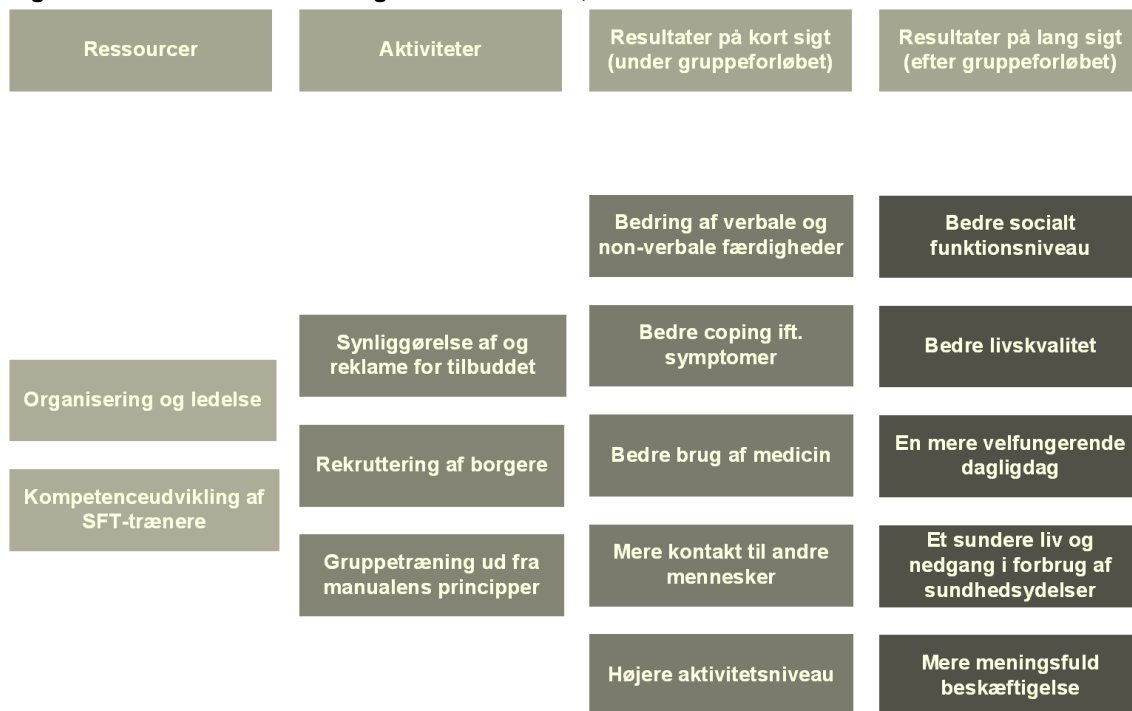 Ressourcer
Aktiviteter
Resultater på kort sigt
(under gruppeforløbet)
Resultater på lang sigt
(efter gruppeforløbet)
Organisering og ledelse
Kompetenceudvikling af
SFT-trænere
Synliggørelse af og
reklame for tilbuddet
Rekruttering af borgere
Gruppetræning ud fra
manualens principper
Bedring af verbale og
non-verbale færdigheder
Bedre coping ift.
symptomer
Bedre brug af medicin
Mere kontakt til andre
mennesker
Højere aktivitetsniveau
Bedre socialt
funktionsniveau
Bedre livskvalitet
En mere velfungerende
dagligdag
Et sundere liv og
nedgang i forbrug af
sundhedsydelser
Mere meningsfuld
beskæftigelse